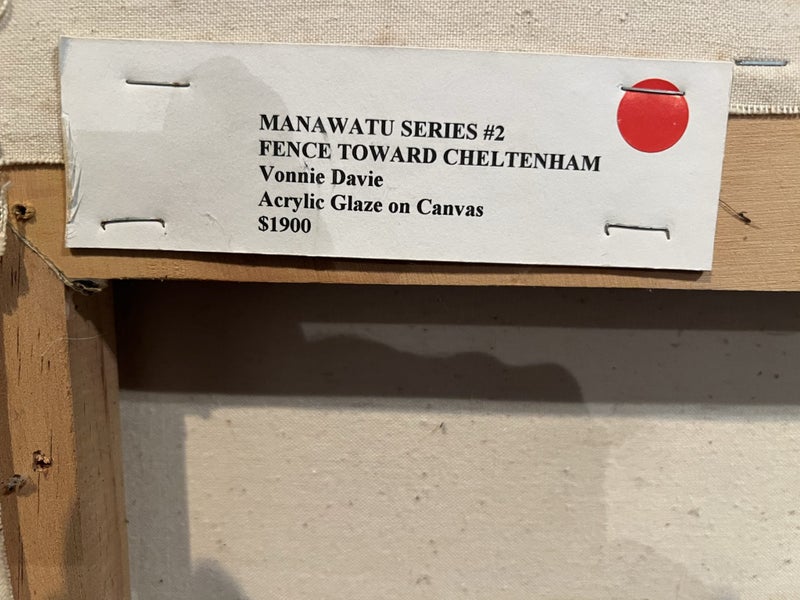 MANAWATU SERIES #2
FENCE TOWARD CHELTENHAM
Vonnie Davie
Acrylic Glaze on Canvas
$1900